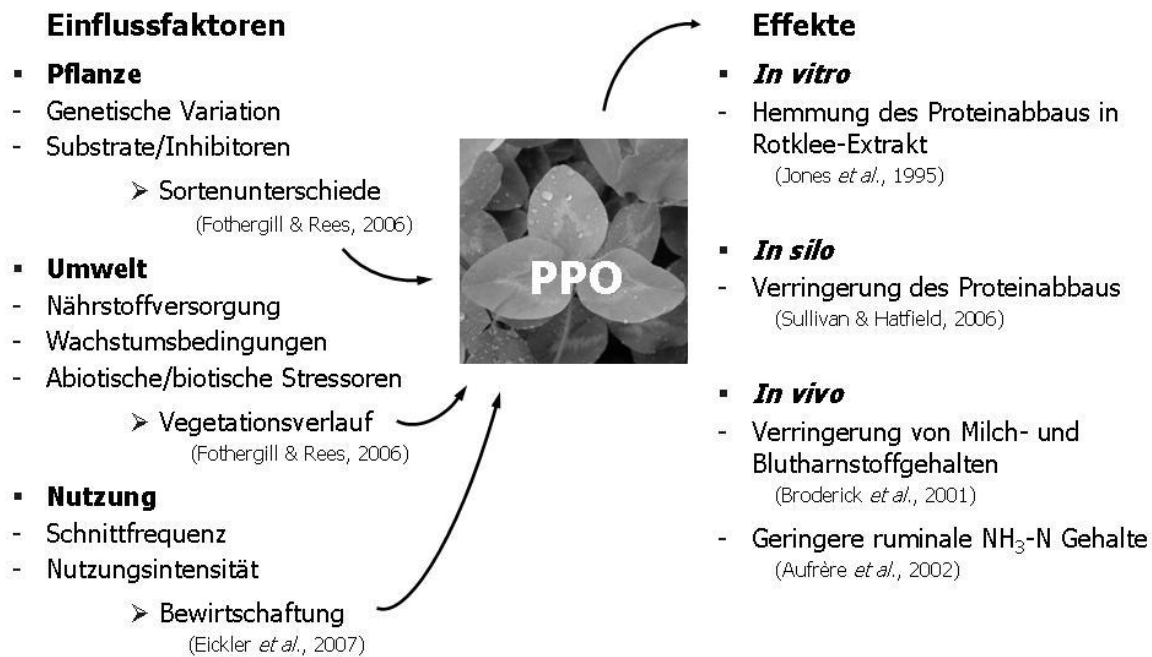 Einflussfaktoren
▪ Pflanze
- Genetische Variation
- Substrate/Inhibitoren
➢ Sortenunterschiede
(Fothergill & Rees, 2006)
▪ Umwelt
- Nährstoffversorgung
- Wachstumsbedingungen
- Abiotische/biotische Stressoren
➢ Vegetationsverlauf
(Fothergill & Rees, 2006)
▪ Nutzung
- Schnittfrequenz
- Nutzungsintensität
➢ Bewirtschaftung
(Eickler et al., 2007)
PPO
Effekte
▪ In vitro
- Hemmung des Proteinabbaus in
Rotklee-Extrakt
(Jones et al., 1995)
▪ In silo
- Verringerung des Proteinabbaus
(Sullivan & Hatfield, 2006)
▪ In vivo
- Verringerung von Milch- und
Blutharnstoffgehalten
(Broderick et al., 2001)
- Geringere ruminale NH₃-N Gehalte
(Aufrère et al., 2002)